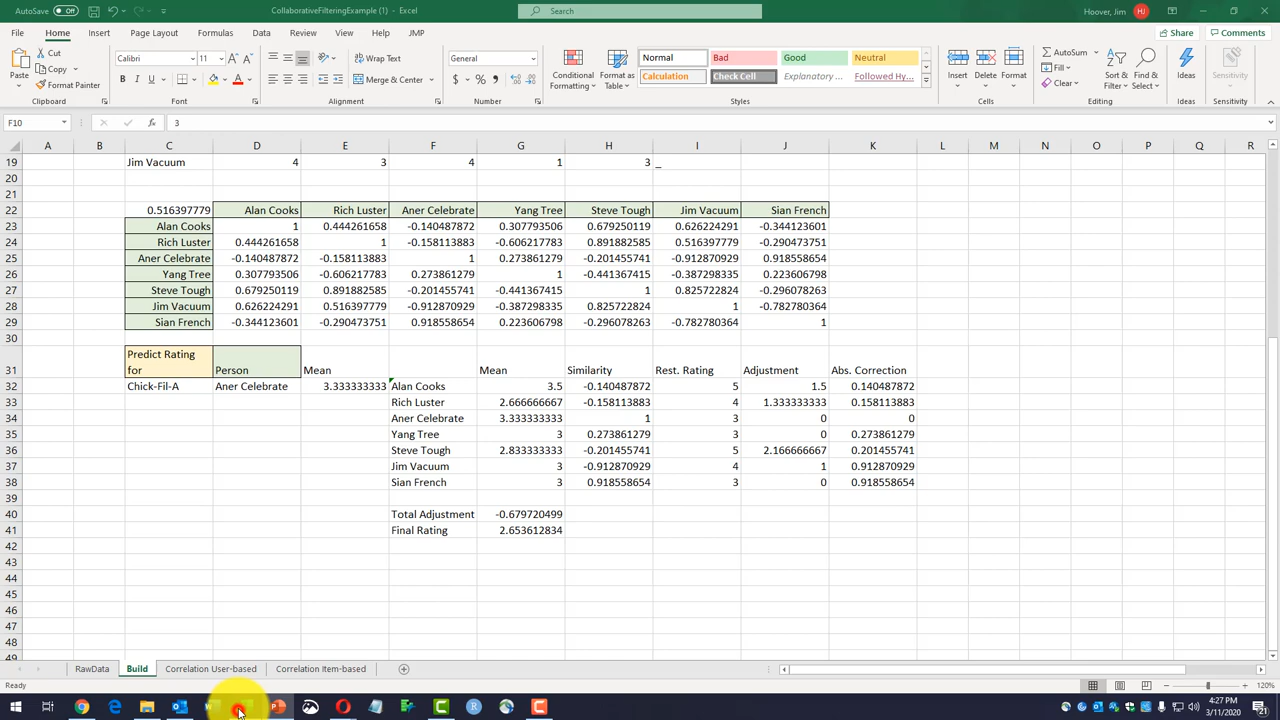 AutoSave Off CollaborativeFilteringExample (1) - Excel Search Hoover, Jim HJ
File Home Insert Page Layout Formulas Data Review View Help JMP Share Comments
Paste Cut Copy Format Painter Clipboard
Calibri 11 B I U Font
Wrap Text Merge & Center Alignment
General $ % Number
Conditional Formatting Format as Table
Normal Bad Good Neutral
Calculation Check Cell Explanatory ... Followed Hy... Styles
Insert Delete Format Cells
AutoSum Fill Clear Sort & Filter Find & Select Editing
Ideas Ideas Sensitivity Sensitivity
F10 fx 3
A B C D E F G H I J K L M N O P Q R
19 Jim Vacuum 4 3 4 1 3 _
20
21
22 0.516397779 Alan Cooks Rich Luster Aner Celebrate Yang Tree Steve Tough Jim Vacuum Sian French
23 Alan Cooks 1 0.444261658 -0.140487872 0.307793506 0.679250119 0.626224291 -0.344123601
24 Rich Luster 0.444261658 1 -0.158113883 -0.606217783 0.891882585 0.516397779 -0.290473751
25 Aner Celebrate -0.140487872 -0.158113883 1 0.273861279 -0.201455741 -0.912870929 0.918558654
26 Yang Tree 0.307793506 -0.606217783 0.273861279 1 -0.441367415 -0.387298335 0.223606798
27 Steve Tough 0.679250119 0.891882585 -0.201455741 -0.441367415 1 0.825722824 -0.296078263
28 Jim Vacuum 0.626224291 0.516397779 -0.912870929 -0.387298335 0.825722824 1 -0.782780364
29 Sian French -0.344123601 -0.290473751 0.918558654 0.223606798 -0.296078263 -0.782780364 1
30
31 Predict Rating for Person Mean Mean Similarity Rest. Rating Adjustment Abs. Correction
32 Chick-Fil-A Aner Celebrate 3.333333333 Alan Cooks 3.5 -0.140487872 5 1.5 0.140487872
33 Rich Luster 2.666666667 -0.158113883 4 1.333333333 0.158113883
34 Aner Celebrate 3.333333333 1 3 0 0
35 Yang Tree 3 0.273861279 3 0 0.273861279
36 Steve Tough 2.833333333 -0.201455741 5 2.166666667 0.201455741
37 Jim Vacuum 3 -0.912870929 4 1 0.912870929
38 Sian French 3 0.918558654 3 0 0.918558654
39
40 Total Adjustment -0.679720499
41 Final Rating 2.653612834
42
43
44
45
46
47
48
49
RawData Build Correlation User-based Correlation Item-based
Ready 120%
4:27 PM
3/11/2020
21